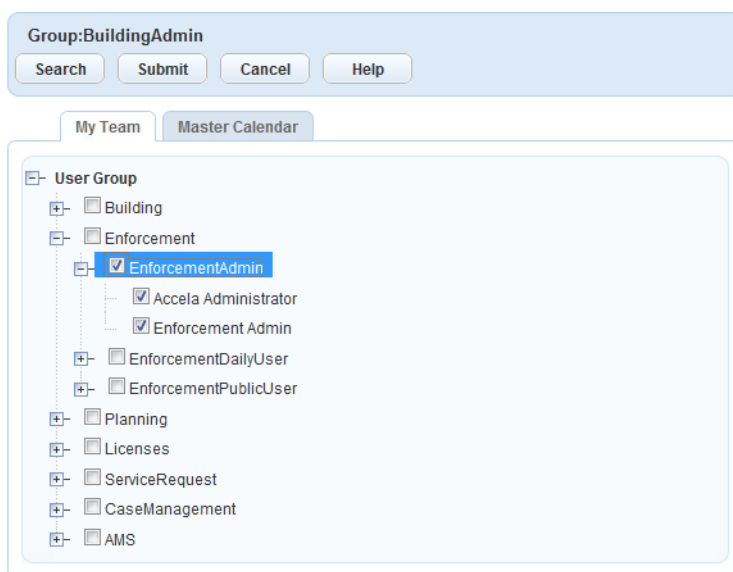 Group:BuildingAdmin
Search Submit Cancel Help
My Team Master Calendar
User Group
Building
Enforcement
EnforcementAdmin
Accela Administrator
Enforcement Admin
EnforcementDailyUser
EnforcementPublicUser
Planning
Licenses
ServiceRequest
CaseManagement
AMS